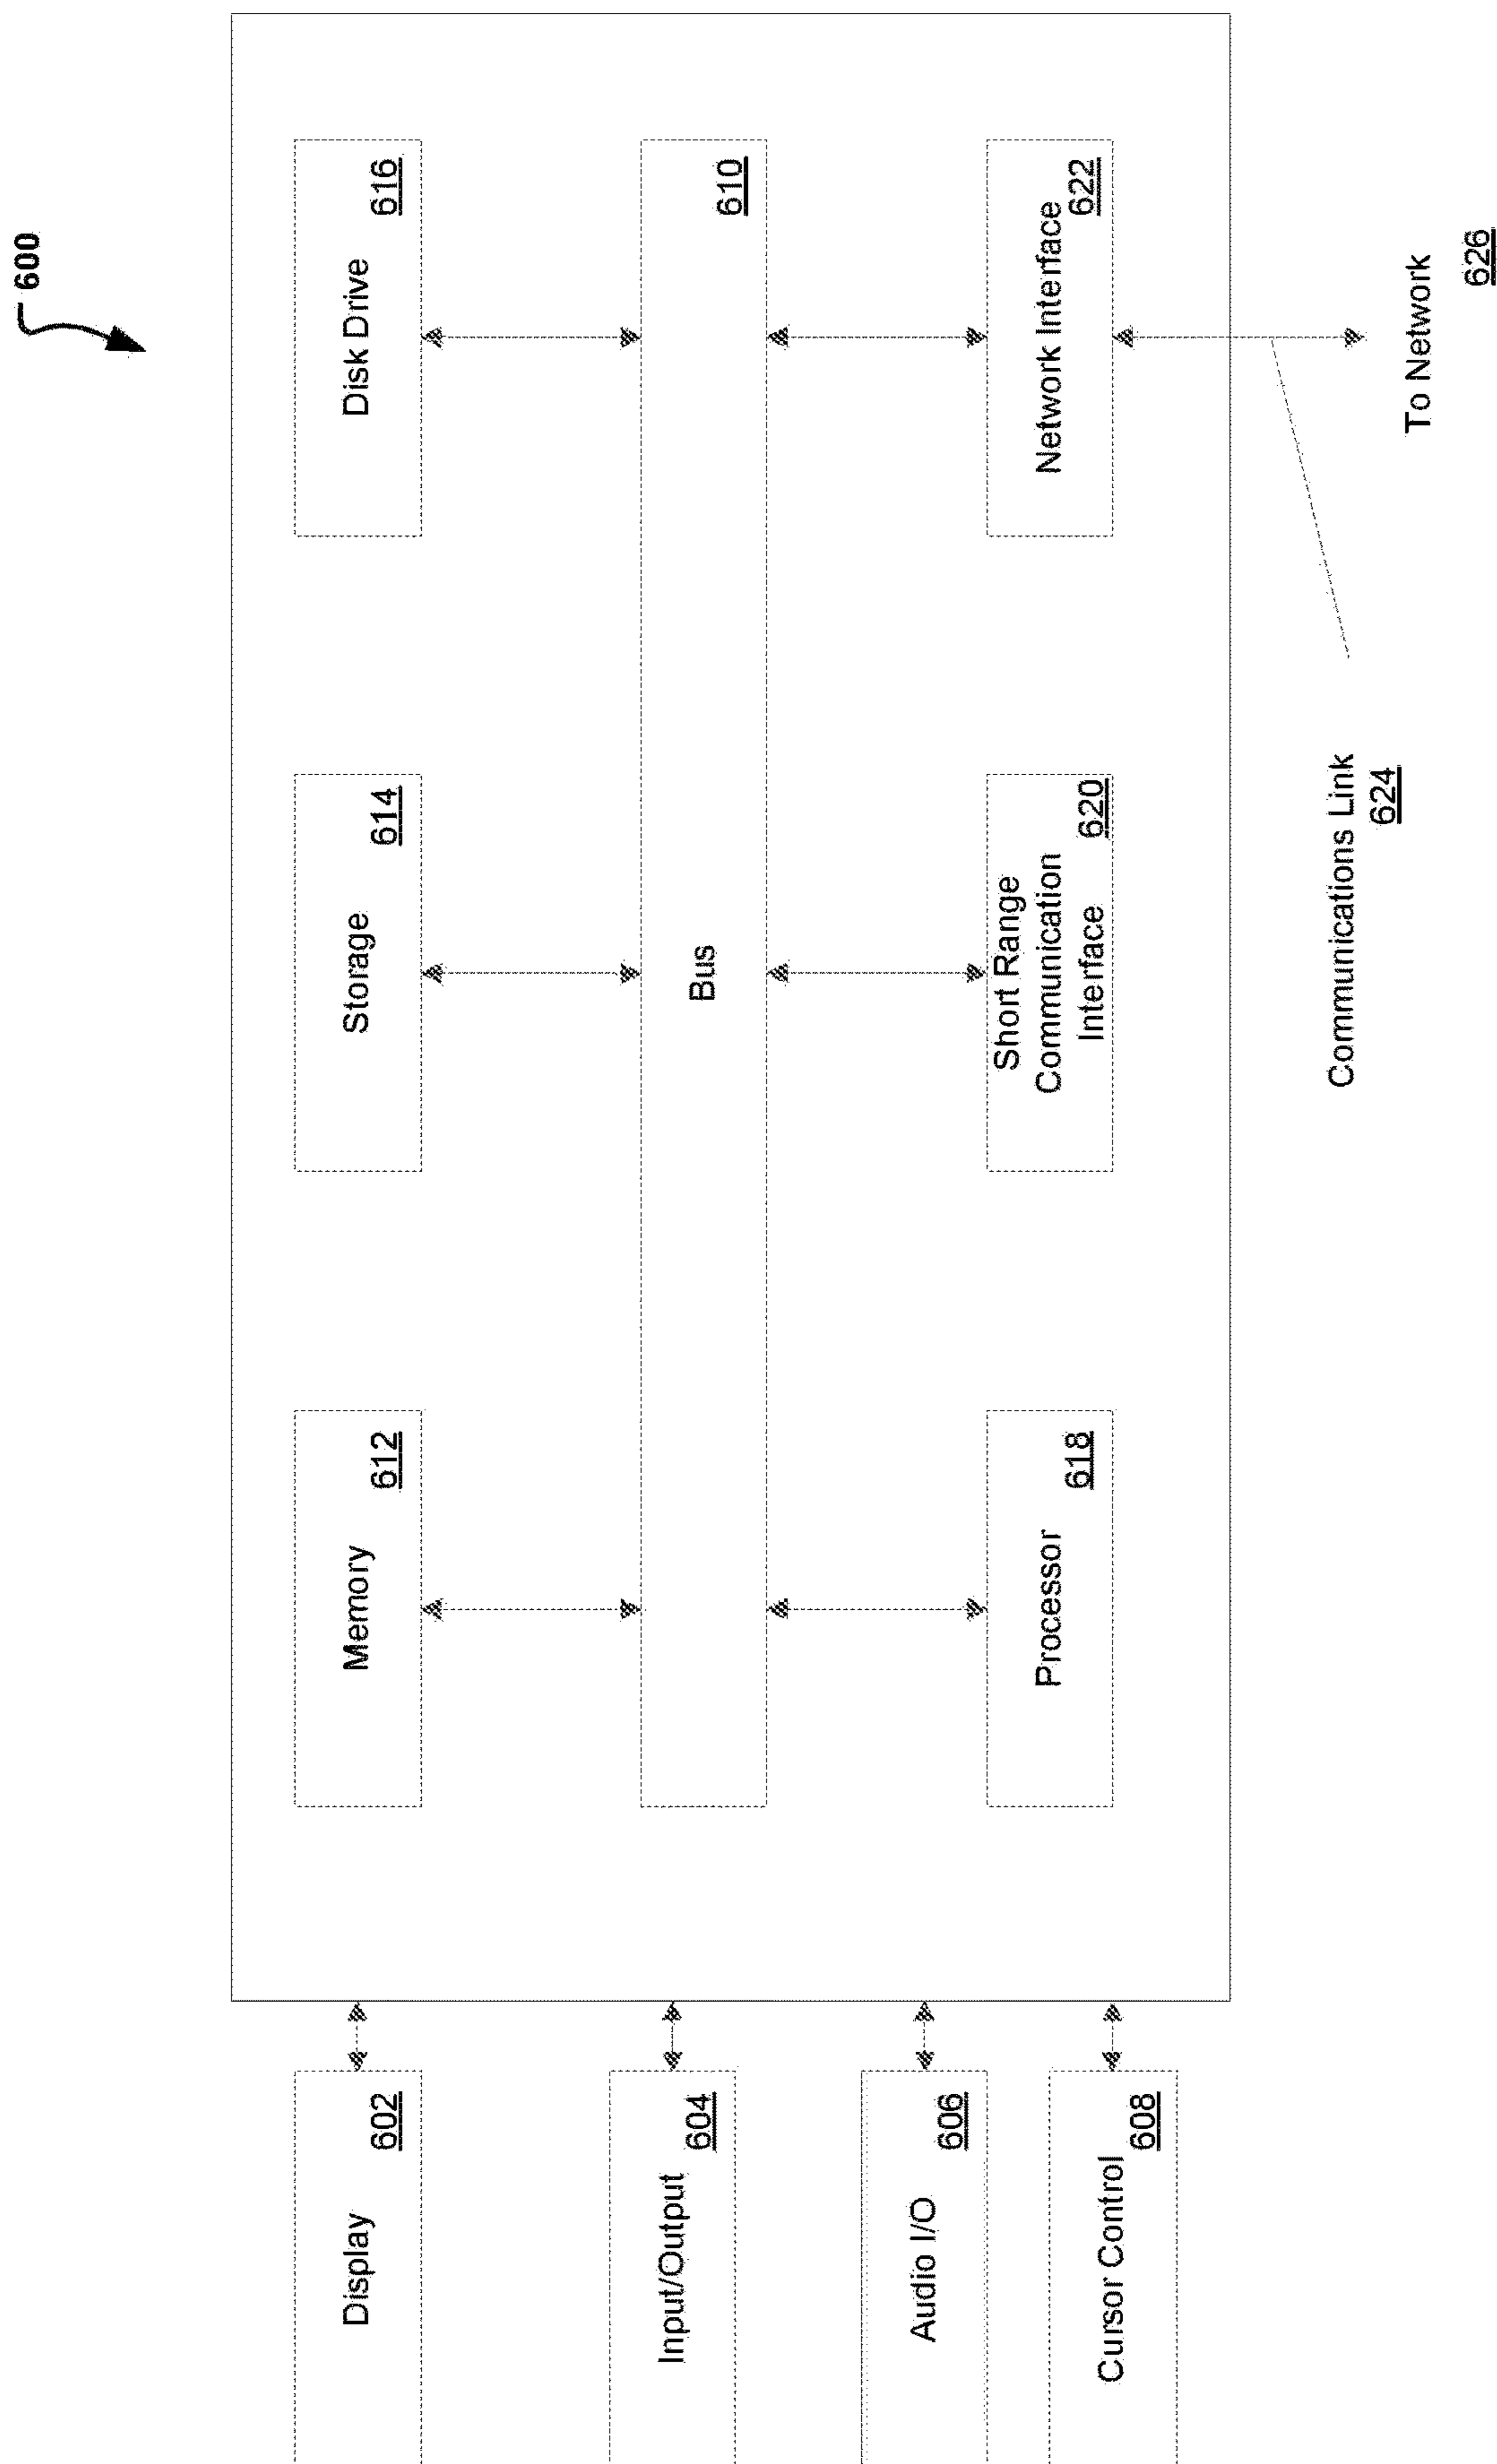 600
Display
602
Input/Output
604
Audio I/O
606
Cursor Control
608
Memory
612
Storage
614
Disk Drive
616
Bus
610
Processor
618
Short Range
Communication
Interface
620
Network Interface
622
Communications Link
624
To Network
626